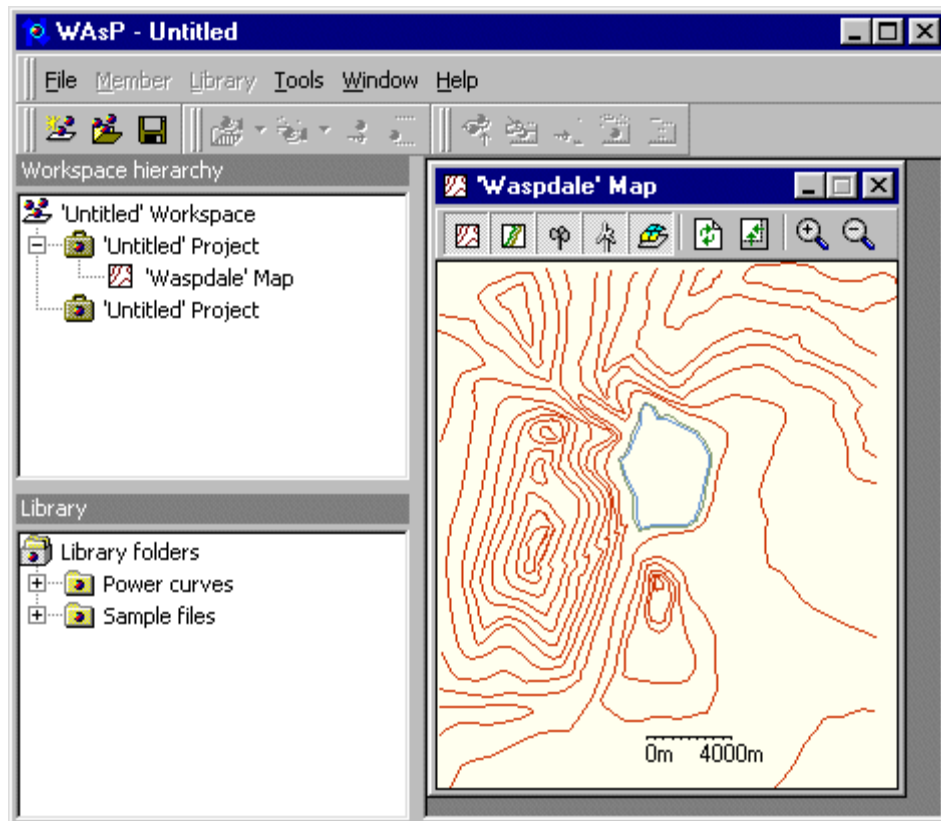 WAsP - Untitled
File Member Library Tools Window Help
Workspace hierarchy
'Untitled' Workspace
'Untitled' Project
'Waspdale' Map
'Untitled' Project
Library
Library folders
Power curves
Sample files
'Waspdale' Map
0m 4000m